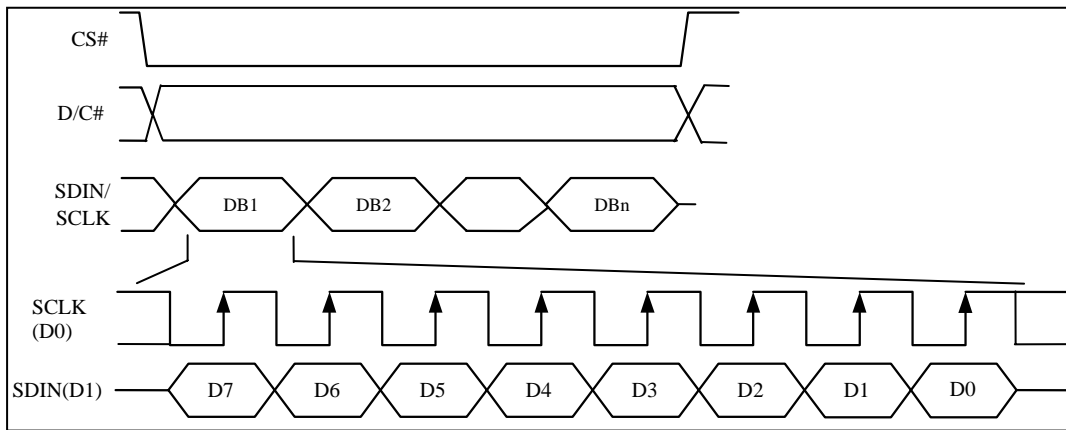 CS#
D/C#
SDIN/
SCLK
DB1 DB2 DBn
SCLK
(D0)
SDIN(D1) D7 D6 D5 D4 D3 D2 D1 D0